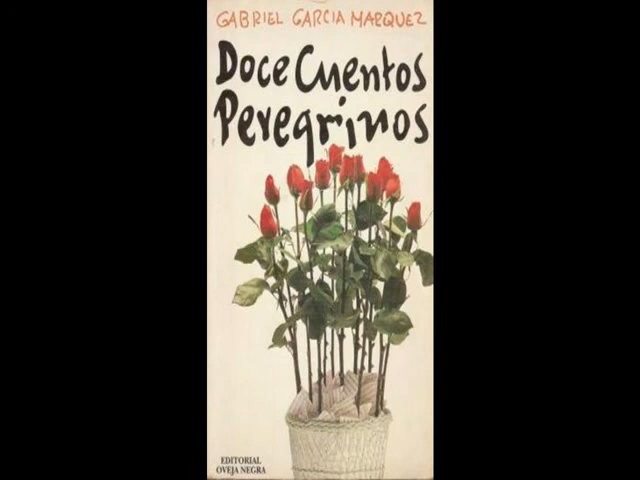 GABRIEL GARCIA MARQUEZ
Doce Cuentos
Peregrinos
EDITORIAL
OVEJA NEGRA